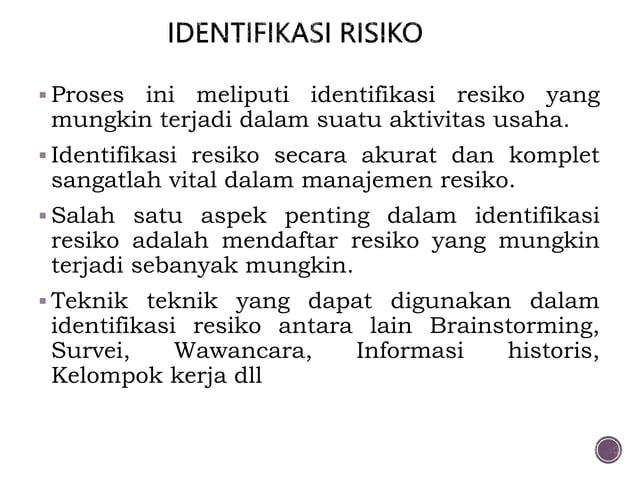 IDENTIFIKASI RISIKO
▪ Proses ini meliputi identifikasi resiko yang
mungkin terjadi dalam suatu aktivitas usaha.
▪ Identifikasi resiko secara akurat dan komplet
sangatlah vital dalam manajemen resiko.
▪ Salah satu aspek penting dalam identifikasi
resiko adalah mendaftar resiko yang mungkin
terjadi sebanyak mungkin.
▪ Teknik teknik yang dapat digunakan dalam
identifikasi resiko antara lain Brainstorming,
Survei, Wawancara, Informasi historis,
Kelompok kerja dll